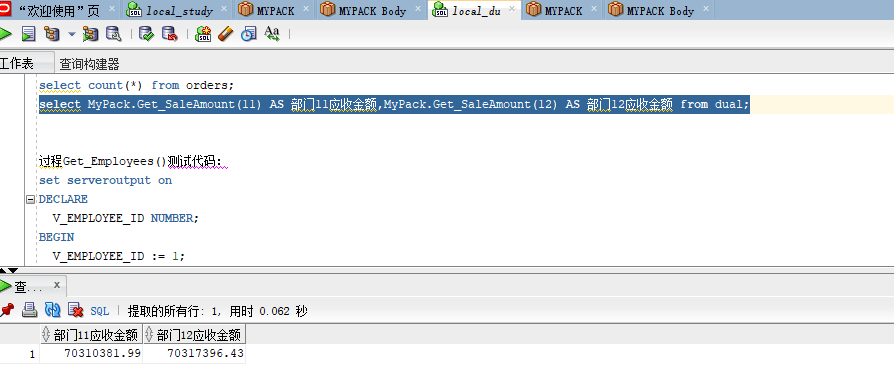 "欢迎使用"页 local_study MYPACK MYPACK Body local_du MYPACK MYPACK Body
SQL Aa
工作表 查询构建器
select count(*) from orders;
select MyPack.Get_SaleAmount(11) AS 部门11应收金额,MyPack.Get_SaleAmount(12) AS 部门12应收金额 from dual;
过程Get_Employees()测试代码:
set serveroutput on
DECLARE
V_EMPLOYEE_ID NUMBER;
BEGIN
V_EMPLOYEE_ID := 1;
查...
SQL | 提取的所有行: 1, 用时 0.062 秒
部门11应收金额 部门12应收金额
1 70310381.99 70317396.43